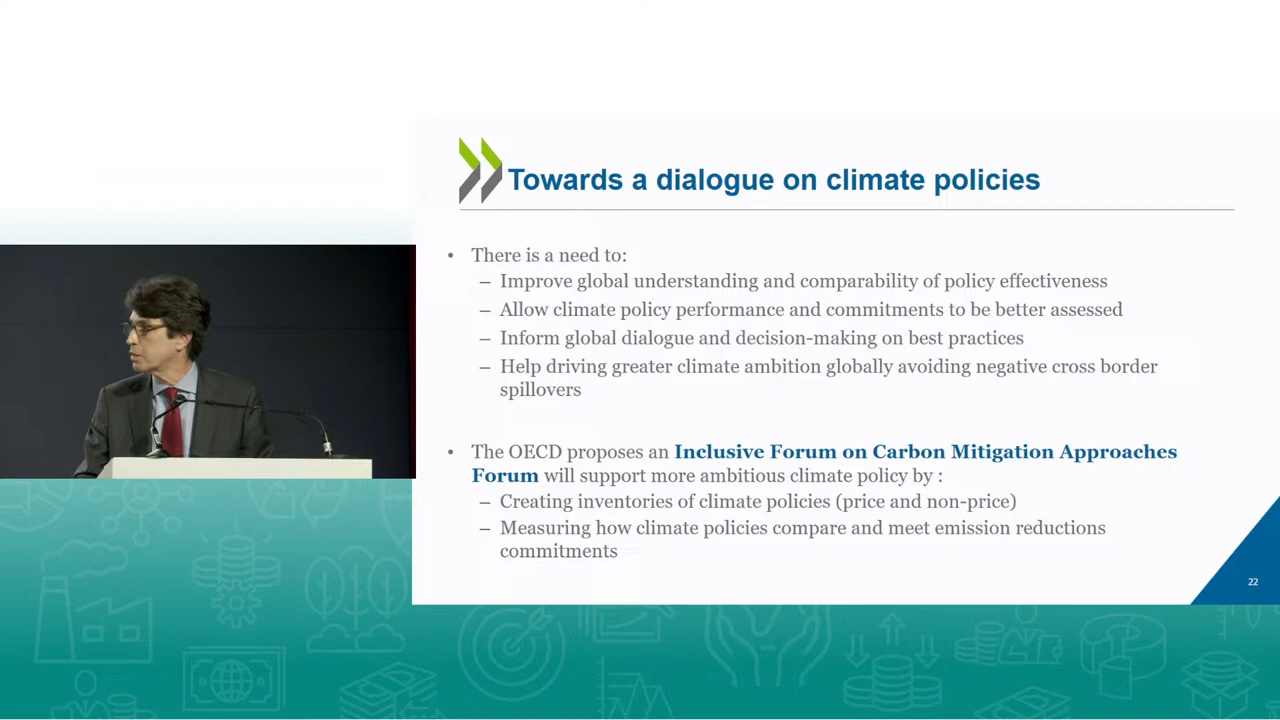 Towards a dialogue on climate policies
• There is a need to:
– Improve global understanding and comparability of policy effectiveness
– Allow climate policy performance and commitments to be better assessed
– Inform global dialogue and decision-making on best practices
– Help driving greater climate ambition globally avoiding negative cross border
spillovers
• The OECD proposes an Inclusive Forum on Carbon Mitigation Approaches
Forum will support more ambitious climate policy by :
– Creating inventories of climate policies (price and non-price)
– Measuring how climate policies compare and meet emission reductions
commitments
22